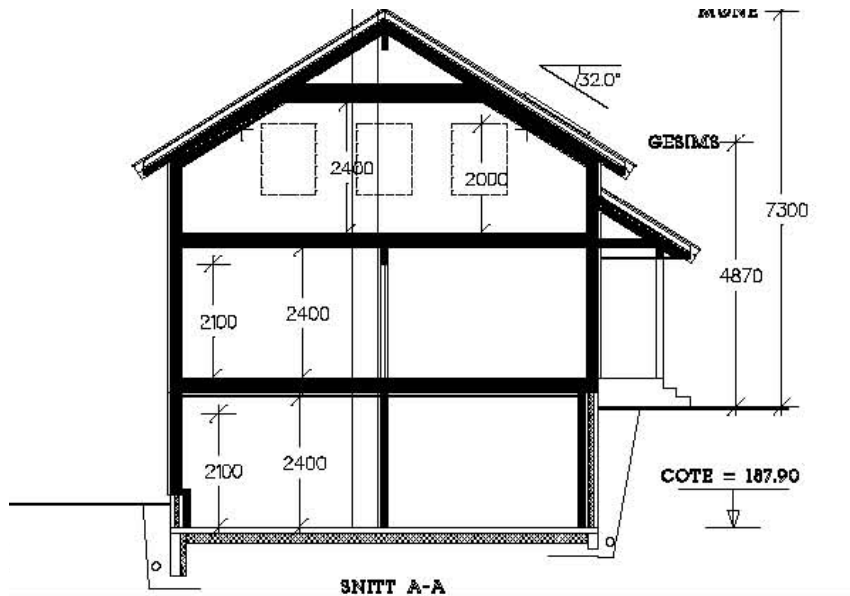 MØNE
32.0°
GESIMS
2400
2000
7300
4870
2100
2400
2100
2400
COTE = 187.90
SNITT A-A